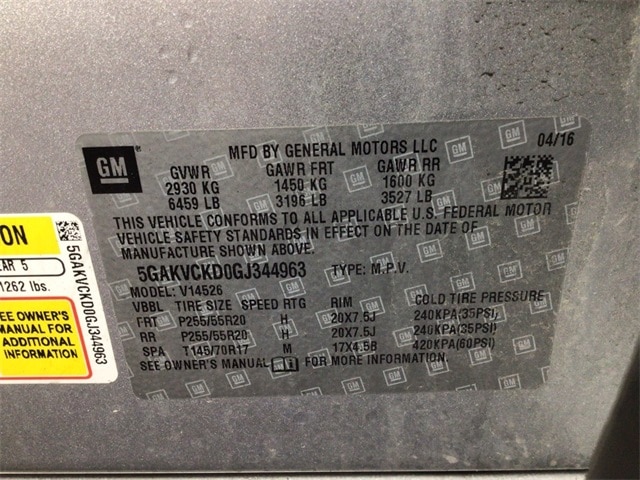 GM
MFD BY GENERAL MOTORS LLC 04/16
GVWR GAWR FRT GAWR RR
2930 KG 1450 KG 1600 KG
6459 LB 3196 LB 3527 LB
THIS VEHICLE CONFORMS TO ALL APPLICABLE U.S. FEDERAL MOTOR
VEHICLE SAFETY STANDARDS IN EFFECT ON THE DATE OF
MANUFACTURE SHOWN ABOVE.
5GAKVCKD0GJ344963 TYPE: M.P.V.
MODEL: V14526
VBBL TIRE SIZE SPEED RTG RIM COLD TIRE PRESSURE
FRT P255/55R20 H 20X7.5J 240KPA(35PSI)
RR P255/55R20 H 20X7.5J 240KPA(35PSI)
SPA T145/70R17 M 17X4.5B 420KPA(60PSI)
SEE OWNER'S MANUAL FOR MORE INFORMATION.
ON
EAR 5
1262 lbs.
SEE OWNER'S
MANUAL FOR
ADDITIONAL
INFORMATION
5GAKVCKD0GJ344963